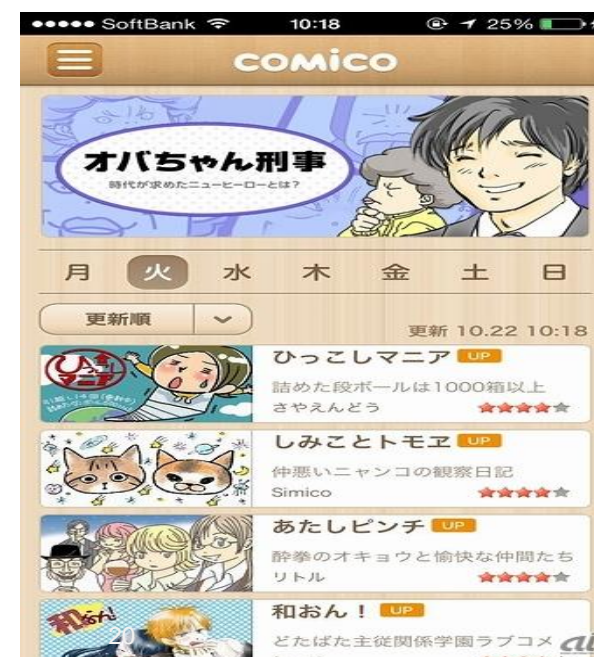 SoftBank 10:18 25%
comico
オバちゃん刑事
時代が求めたニューヒーローとは?
月 火 水 木 金 土 日
更新順
更新 10.22 10:18
ひっこしマニア UP
詰めた段ボールは1000箱以上
さやえんどう
しみことトモヱ UP
仲悪いニャンコの観察日記
Simico
あたしピンチ UP
酔拳のオキョウと愉快な仲間たち
リトル
和おん! UP
和おん!
どたばた主従関係学園ラブコメ
20